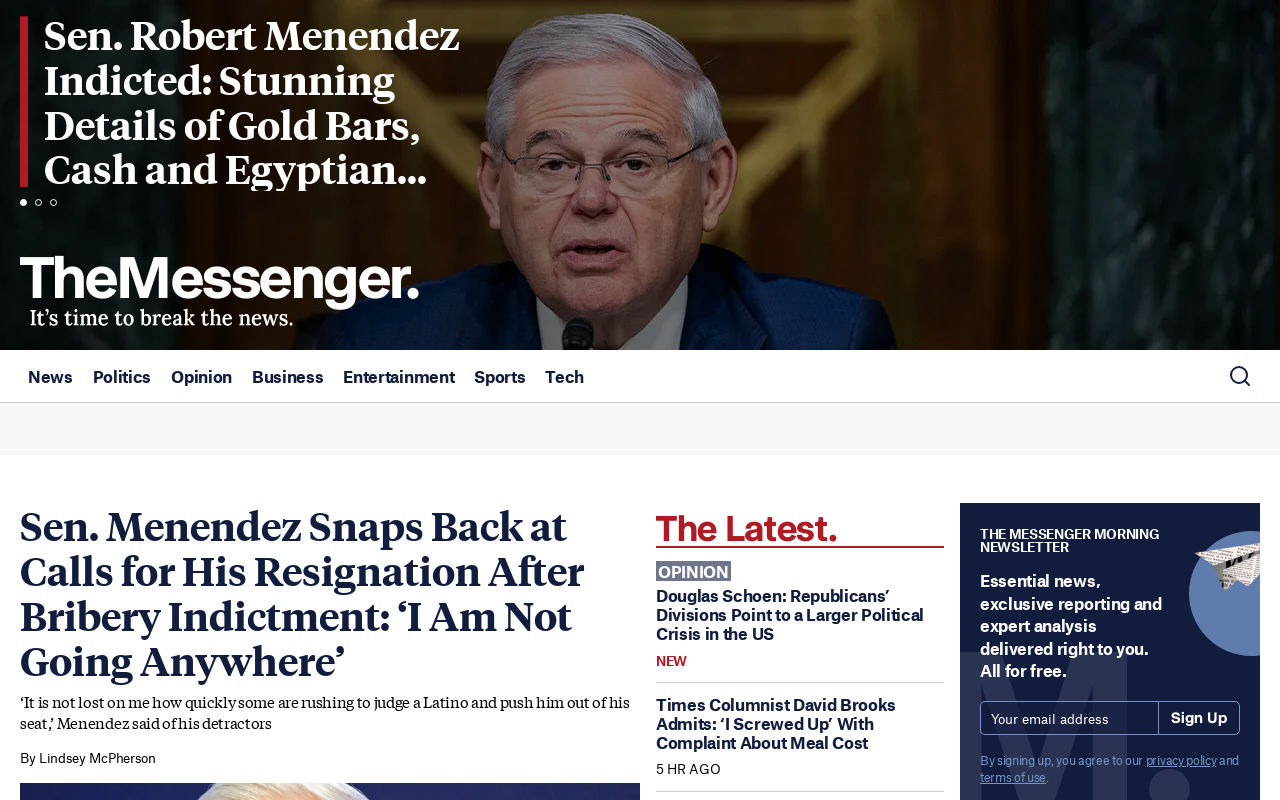 Sen. Robert Menendez
Indicted: Stunning
Details of Gold Bars,
Cash and Egyptian...
TheMessenger.
It's time to break the news.
News Politics Opinion Business Entertainment Sports Tech
Sen. Menendez Snaps Back at
Calls for His Resignation After
Bribery Indictment: ‘I Am Not
Going Anywhere’
‘It is not lost on me how quickly some are rushing to judge a Latino and push him out of his
seat,’ Menendez said of his detractors
By Lindsey McPherson
The Latest.
OPINION
Douglas Schoen: Republicans’
Divisions Point to a Larger Political
Crisis in the US
NEW
Times Columnist David Brooks
Admits: ‘I Screwed Up’ With
Complaint About Meal Cost
5 HR AGO
THE MESSENGER MORNING
NEWSLETTER
Essential news,
exclusive reporting and
expert analysis
delivered right to you.
All for free.
Your email address Sign Up
By signing up, you agree to our privacy policy and
terms of use.
M.